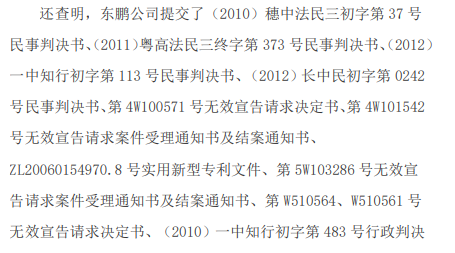 还查明，东鹏公司提交了（2010）穗中法民三初字第 37 号
民事判决书、（2011）粤高法民三终字第 373 号民事判决书、（2012）
一中知行初字第 113 号民事判决书、（2012）长中民初第 0242
号民事判决书、第 4W100571 号无效宣告请求决定书、第 4W101542
号无效宣告请求案件受理通知书及结案通知书、
ZL20060154970.8 号实用新型专利文件、第 5W103286 号无效宣
告请求案件受理通知书及结案通知书、第 W510564、W510561 号
无效宣告请求决定书、（2010）一中知行初字第 483 号行政判决